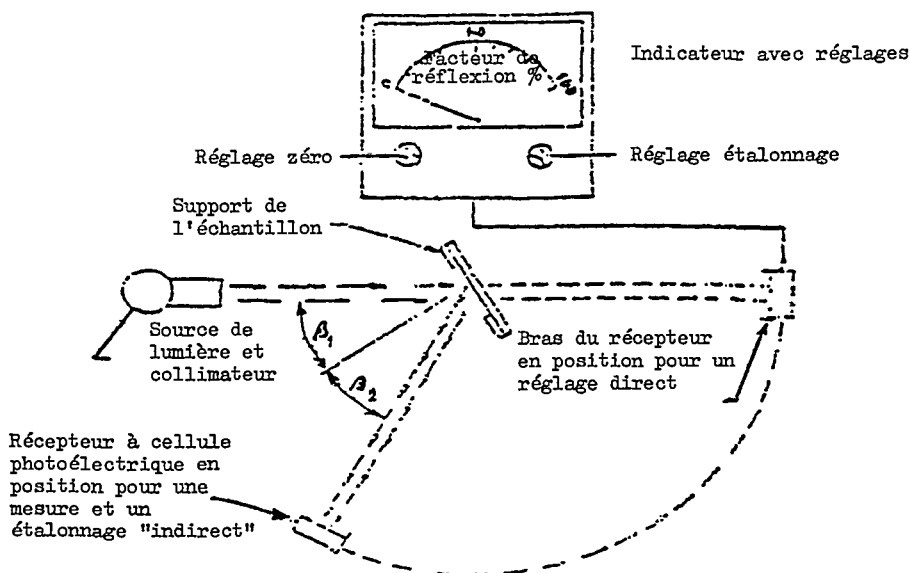 Facteur de
réflexion %
Indicateur avec réglages
Réglage zéro
Réglage étalonnage
Support de
l'échantillon
Source de
lumière et
collimateur
β1
β2
Bras du récepteur
en position pour un
réglage direct
Récepteur à cellule
photoélectrique en
position pour une
mesure et un
étalonnage "indirect"